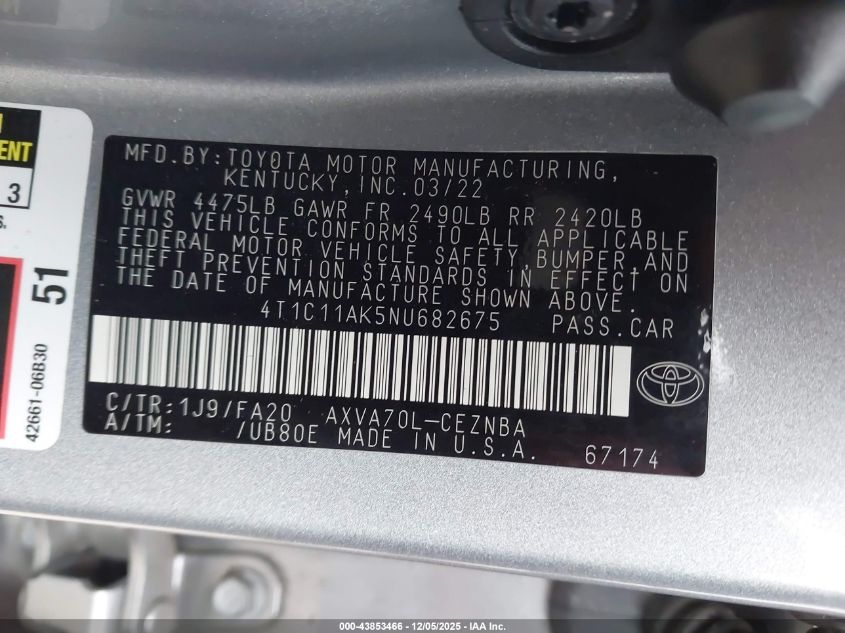 MFD.BY:TOYOTA MOTOR MANUFACTURING,
KENTUCKY,INC.03/22
GVWR 4475LB GAWR FR 2490LB RR 2420LB
THIS VEHICLE CONFORMS TO ALL APPLICABLE
FEDERAL MOTOR VEHICLE SAFETY,BUMPER,AND
THEFT PREVENTION STANDARDS IN EFFECT ON
THE DATE OF MANUFACTURE SHOWN ABOVE.
4T1C11AK5NU682675 PASS.CAR
C/TR:1J9/FA20 AXVA70L-CEZNBA
A/TM: /UB80E MADE IN U.S.A. 67174
ENT
3
S.
51
42661-06B30
000-43853466 - 12/05/2025 - IAA Inc.